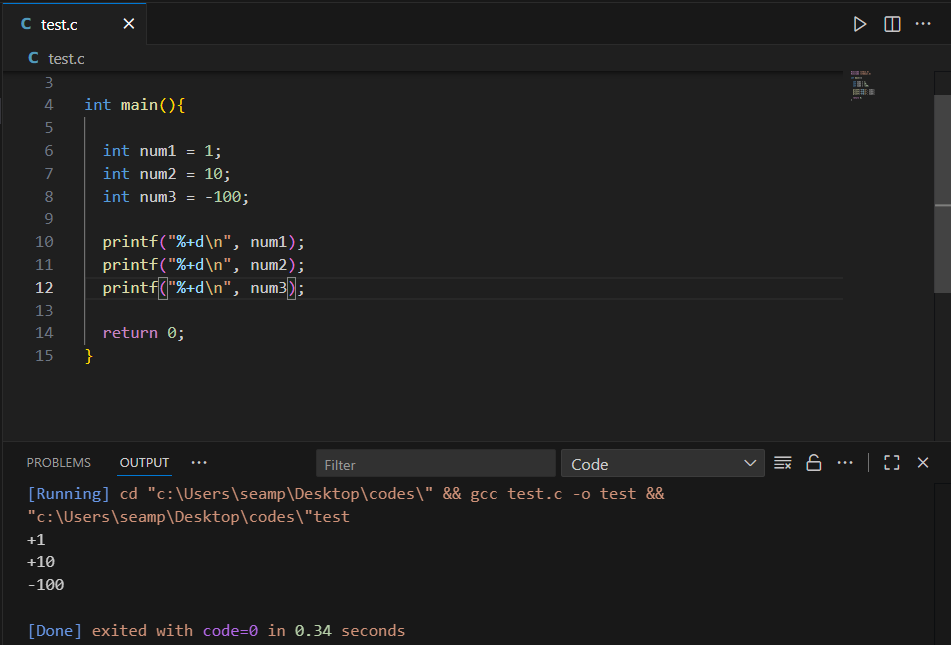 C test.c
C test.c
3
4 int main(){
5
6 int num1 = 1;
7 int num2 = 10;
8 int num3 = -100;
9
10 printf("%+d\n", num1);
11 printf("%+d\n", num2);
12 printf("%+d\n", num3);
13
14 return 0;
15 }
PROBLEMS OUTPUT Filter Code
[Running] cd "c:\Users\seamp\Desktop\codes\" && gcc test.c -o test &&
"c:\Users\seamp\Desktop\codes\"test
+1
+10
-100
[Done] exited with code=0 in 0.34 seconds